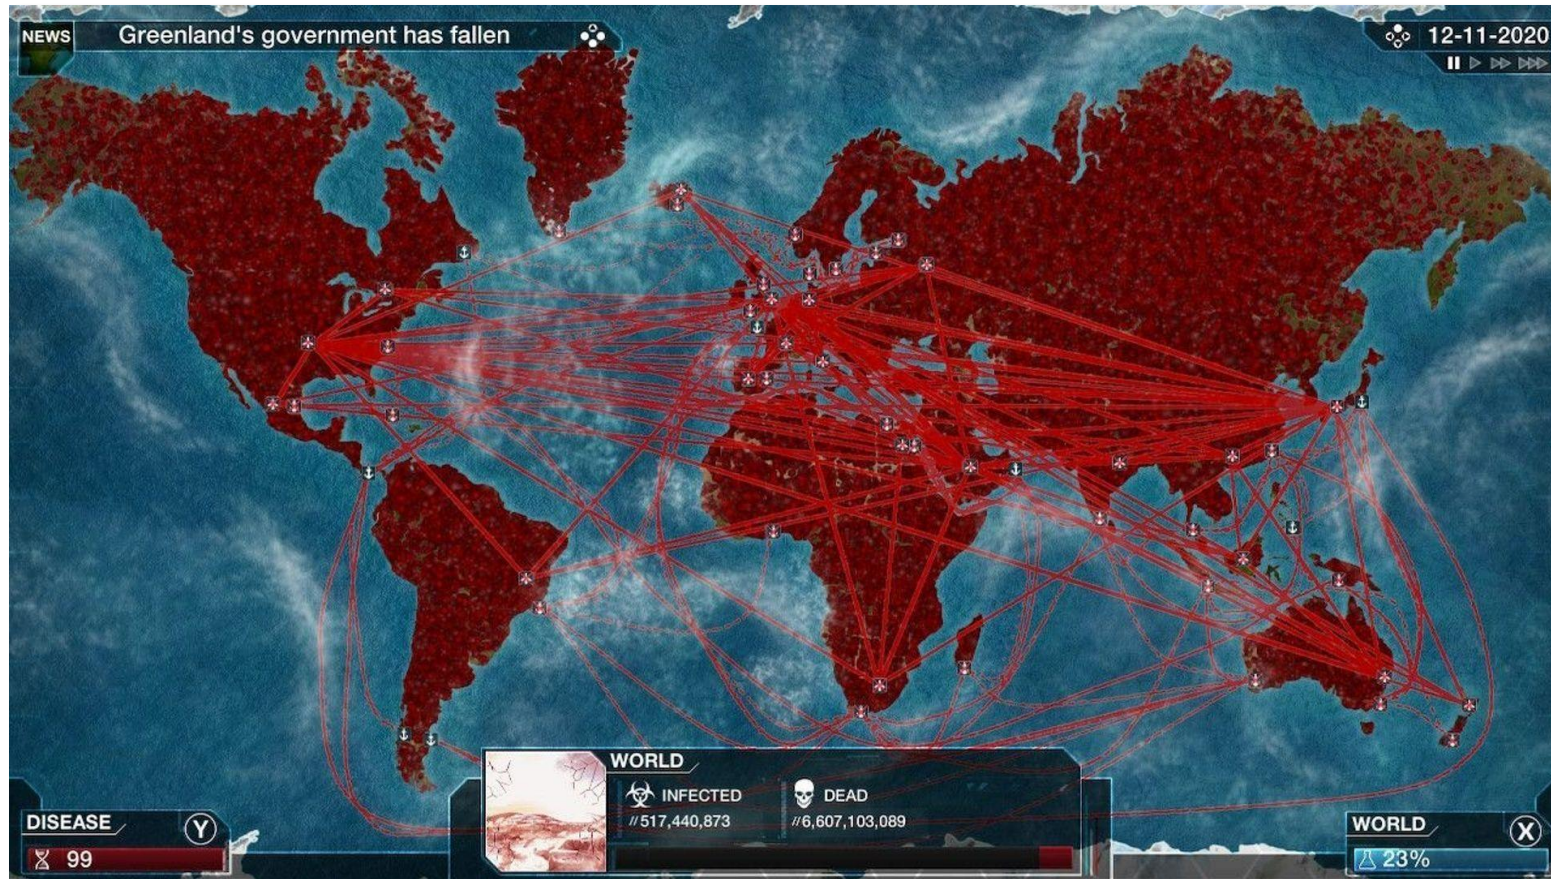 NEWS
Greenland's government has fallen
12-11-2020
WORLD
INFECTED
DEAD
//517,440,873
//6,607,103,089
DISEASE
Y
99
WORLD
X
23%